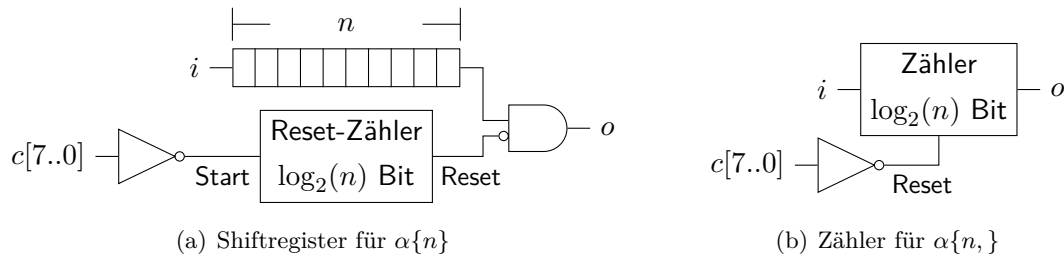 n
i
Reset-Zähler
log₂(n) Bit
c[7..0]
Start
Reset
o
(a) Shiftregister für α{n}
Zähler
log₂(n) Bit
i
o
c[7..0]
Reset
(b) Zähler für α{n, }